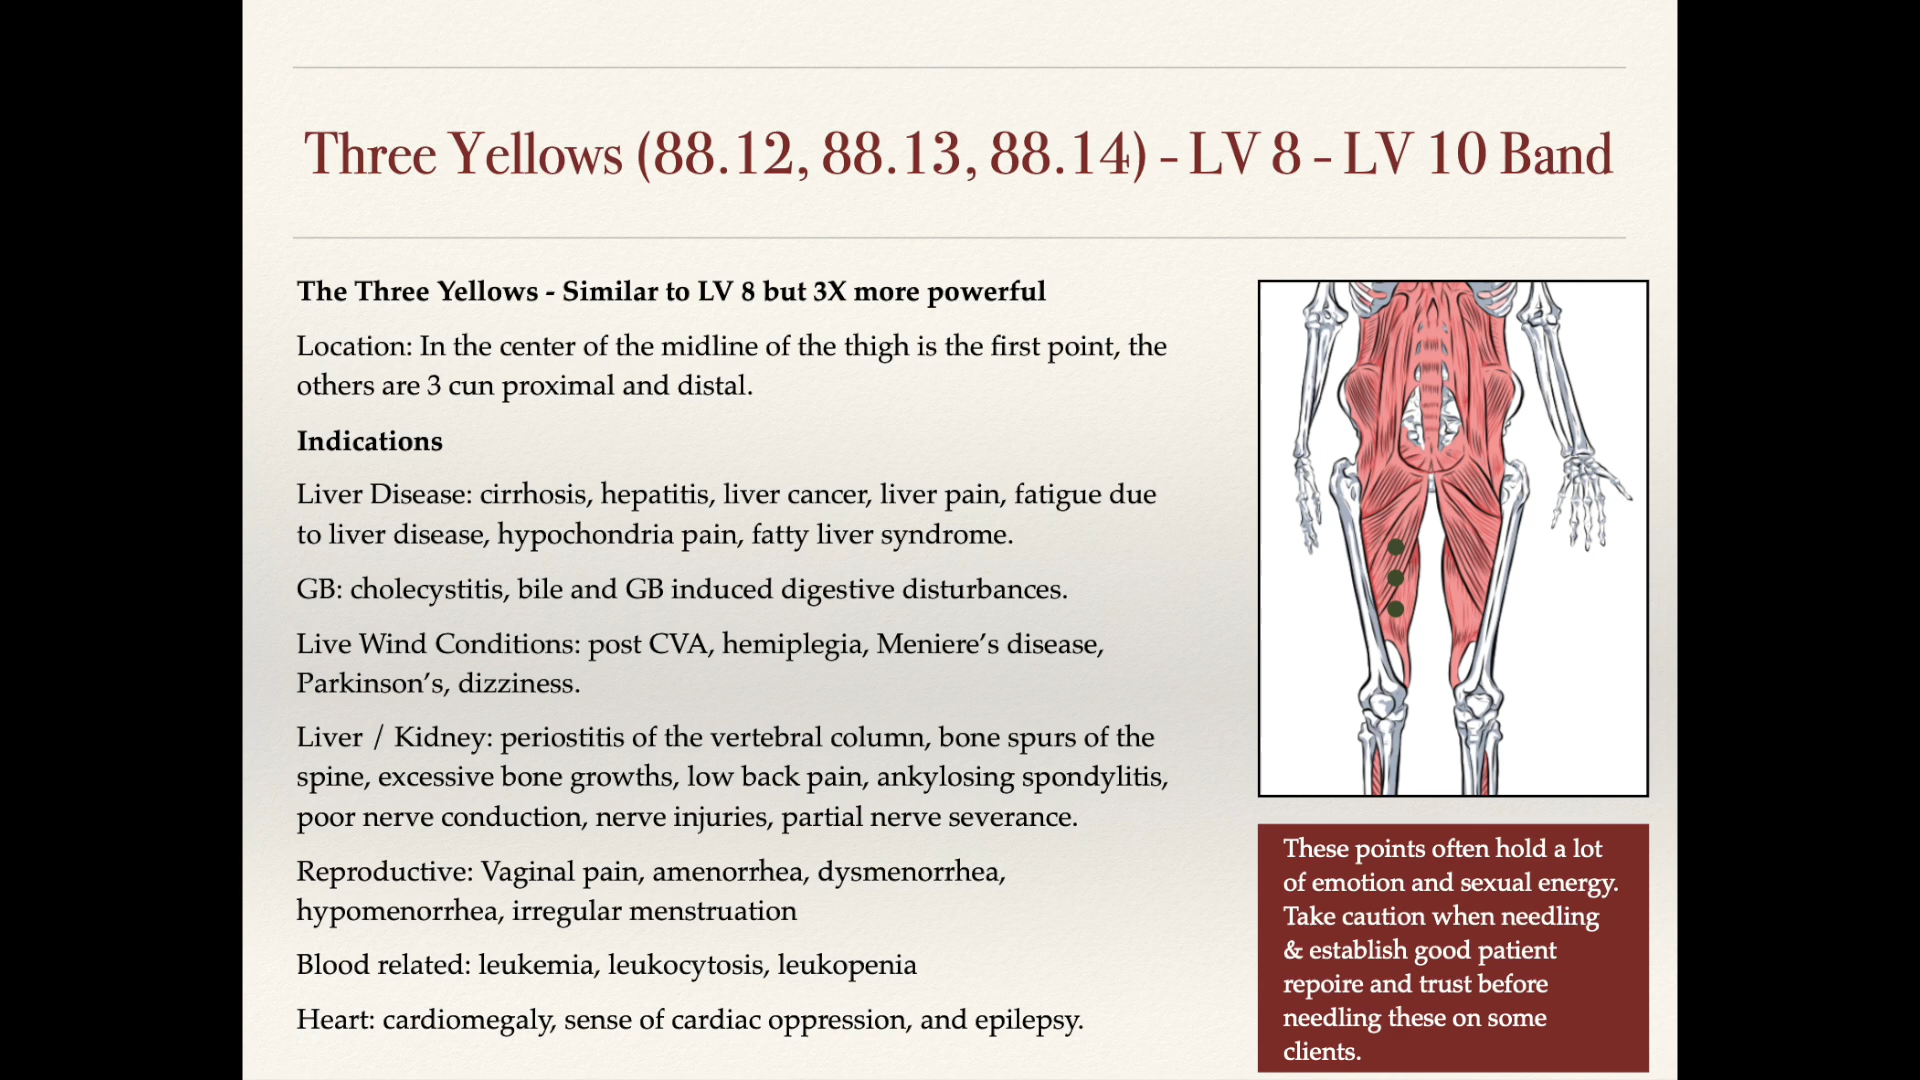 Three Yellows (88.12, 88.13, 88.14) - LV 8 - LV 10 Band
The Three Yellows - Similar to LV 8 but 3X more powerful
Location: In the center of the midline of the thigh is the first point, the
others are 3 cun proximal and distal.
Indications
Liver Disease: cirrhosis, hepatitis, liver cancer, liver pain, fatigue due
to liver disease, hypochondria pain, fatty liver syndrome.
GB: cholecystitis, bile and GB induced digestive disturbances.
Live Wind Conditions: post CVA, hemiplegia, Meniere’s disease,
Parkinson’s, dizziness.
Liver / Kidney: periostitis of the vertebral column, bone spurs of the
spine, excessive bone growths, low back pain, ankylosing spondylitis,
poor nerve conduction, nerve injuries, partial nerve severance.
Reproductive: Vaginal pain, amenorrhea, dysmenorrhea,
hypomenorrhea, irregular menstruation
Blood related: leukemia, leukocytosis, leukopenia
Heart: cardiomegaly, sense of cardiac oppression, and epilepsy.
These points often hold a lot
of emotion and sexual energy.
Take caution when needling
& establish good patient
repoire and trust before
needling these on some
clients.